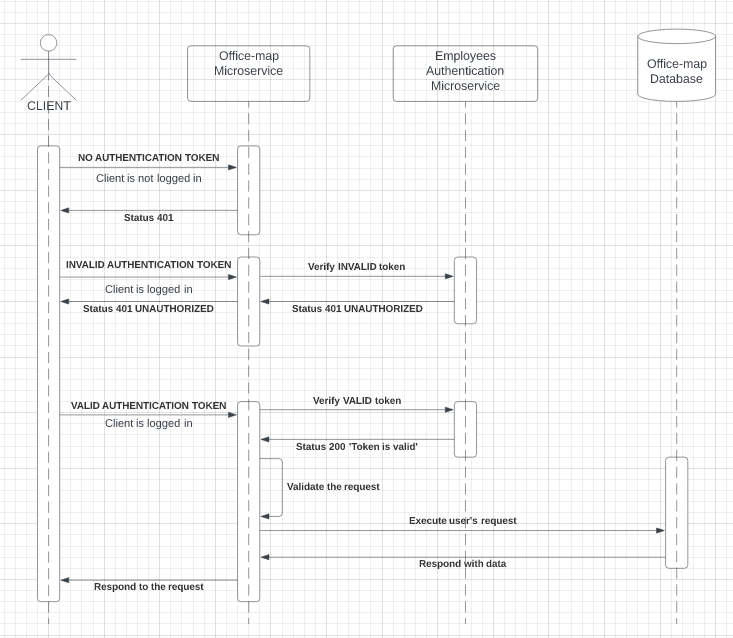 CLIENT
Office-map
Microservice
Employees
Authentication
Microservice
Office-map
Database
NO AUTHENTICATION TOKEN
Client is not logged in
Status 401
INVALID AUTHENTICATION TOKEN
Client is logged in
Status 401 UNAUTHORIZED
Verify INVALID token
Status 401 UNAUTHORIZED
VALID AUTHENTICATION TOKEN
Client is logged in
Verify VALID token
Status 200 'Token is valid'
Validate the request
Execute user's request
Respond with data
Respond to the request